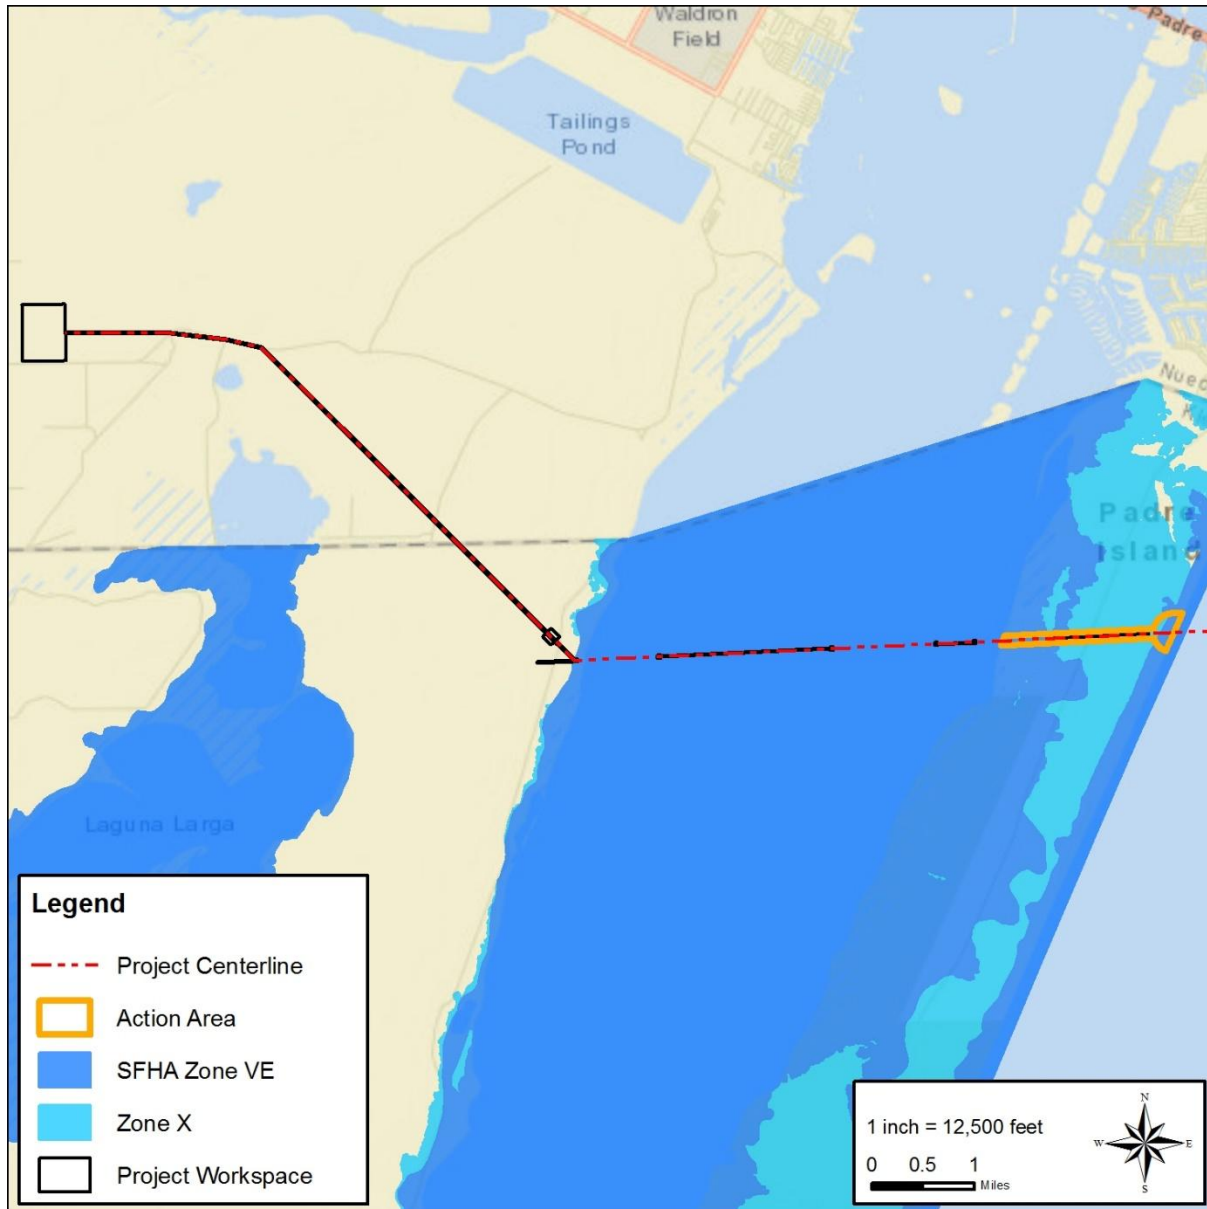 Waldron
Field
Padre
Tailings
Pond
Nuec
Padre
Island
Laguna Larga
Legend
Project Centerline
Action Area
SFHA Zone VE
Zone X
Project Workspace
1 inch = 12,500 feet
0 0.5 1
Miles
N
W E
S